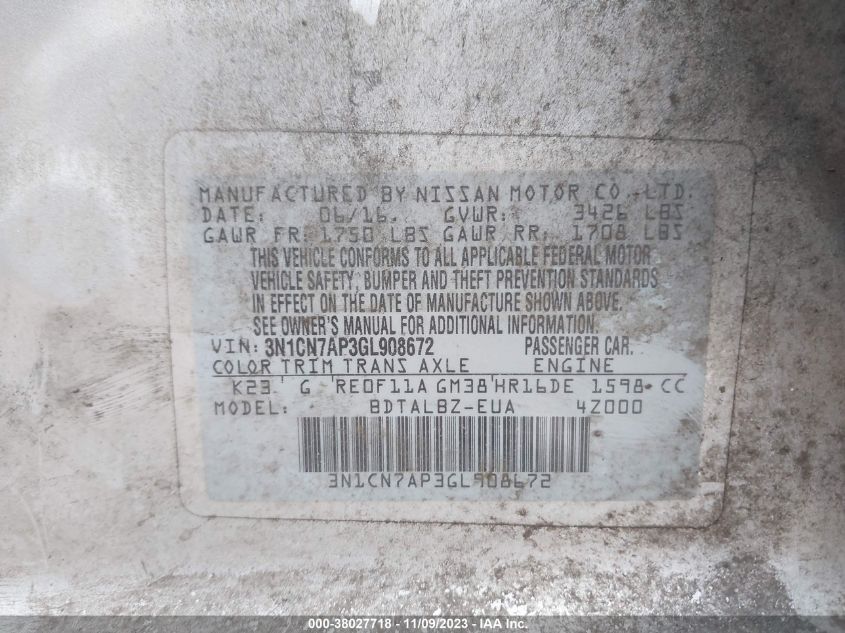 MANUFACTURED BY NISSAN MOTOR CO.,LTD.
DATE: 06/16. GVWR: 3426 LBS
GAWR FR: 1750 LBS GAWR RR: 1708 LBS
THIS VEHICLE CONFORMS TO ALL APPLICABLE FEDERAL MOTOR
VEHICLE SAFETY, BUMPER AND THEFT PREVENTION STANDARDS
IN EFFECT ON THE DATE OF MANUFACTURE SHOWN ABOVE.
SEE OWNER'S MANUAL FOR ADDITIONAL INFORMATION.
VIN: 3N1CN7AP3GL908672 PASSENGER CAR.
COLOR TRIM TRANS AXLE ENGINE
K23 G RE0F11A GM38 HR16DE 1598 CC
MODEL: BDTALBZ-EUA 4Z000
3N1CN7AP3GL908672
000-38027718 - 11/09/2023 - IAA Inc.